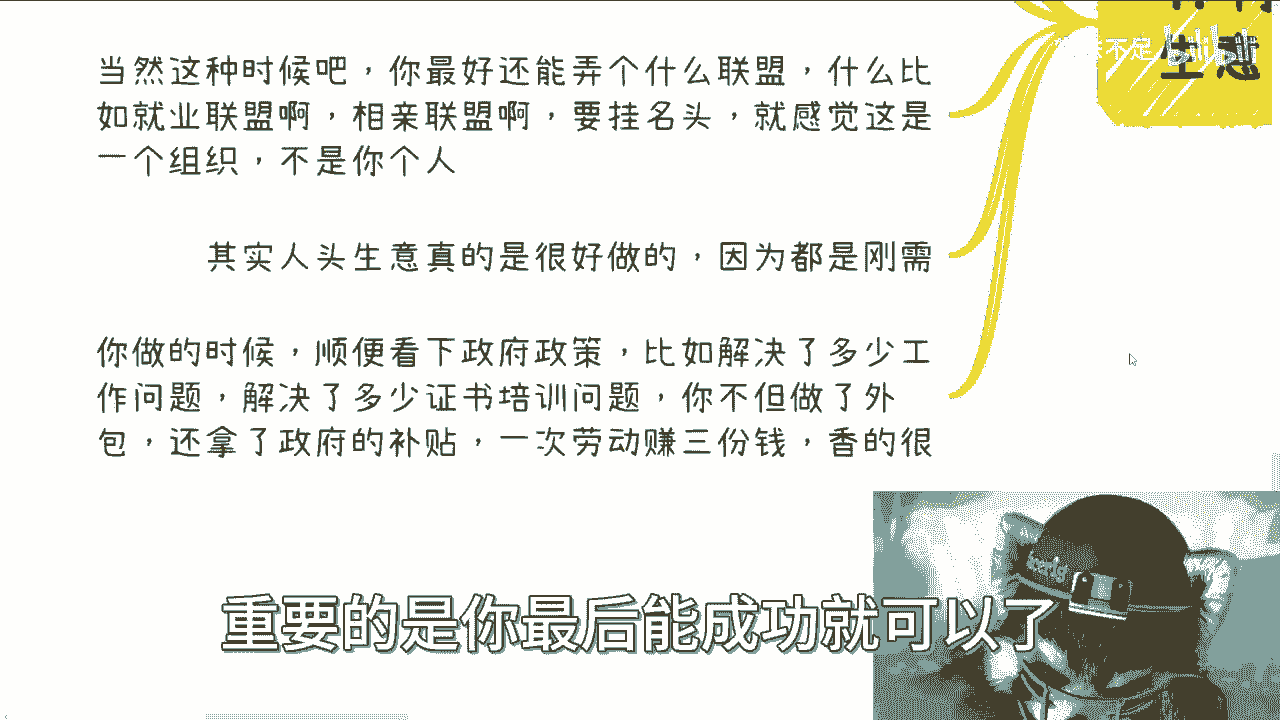 生意
当然这种时候吧，你最好还能弄个什么联盟，什么比
如就业联盟啊，相亲联盟啊，要挂名头，就感觉这是
一个组织，不是你个人
其实人头生意真的是很好做的，因为都是刚需
你做的时候，顺便看下政府政策，比如解决了多少工
作问题，解决了多少证书培训问题，你不但做了外
包，还拿了政府的补贴，一次劳动赚三份钱，香的很
重要的是你最后能成功就可以了